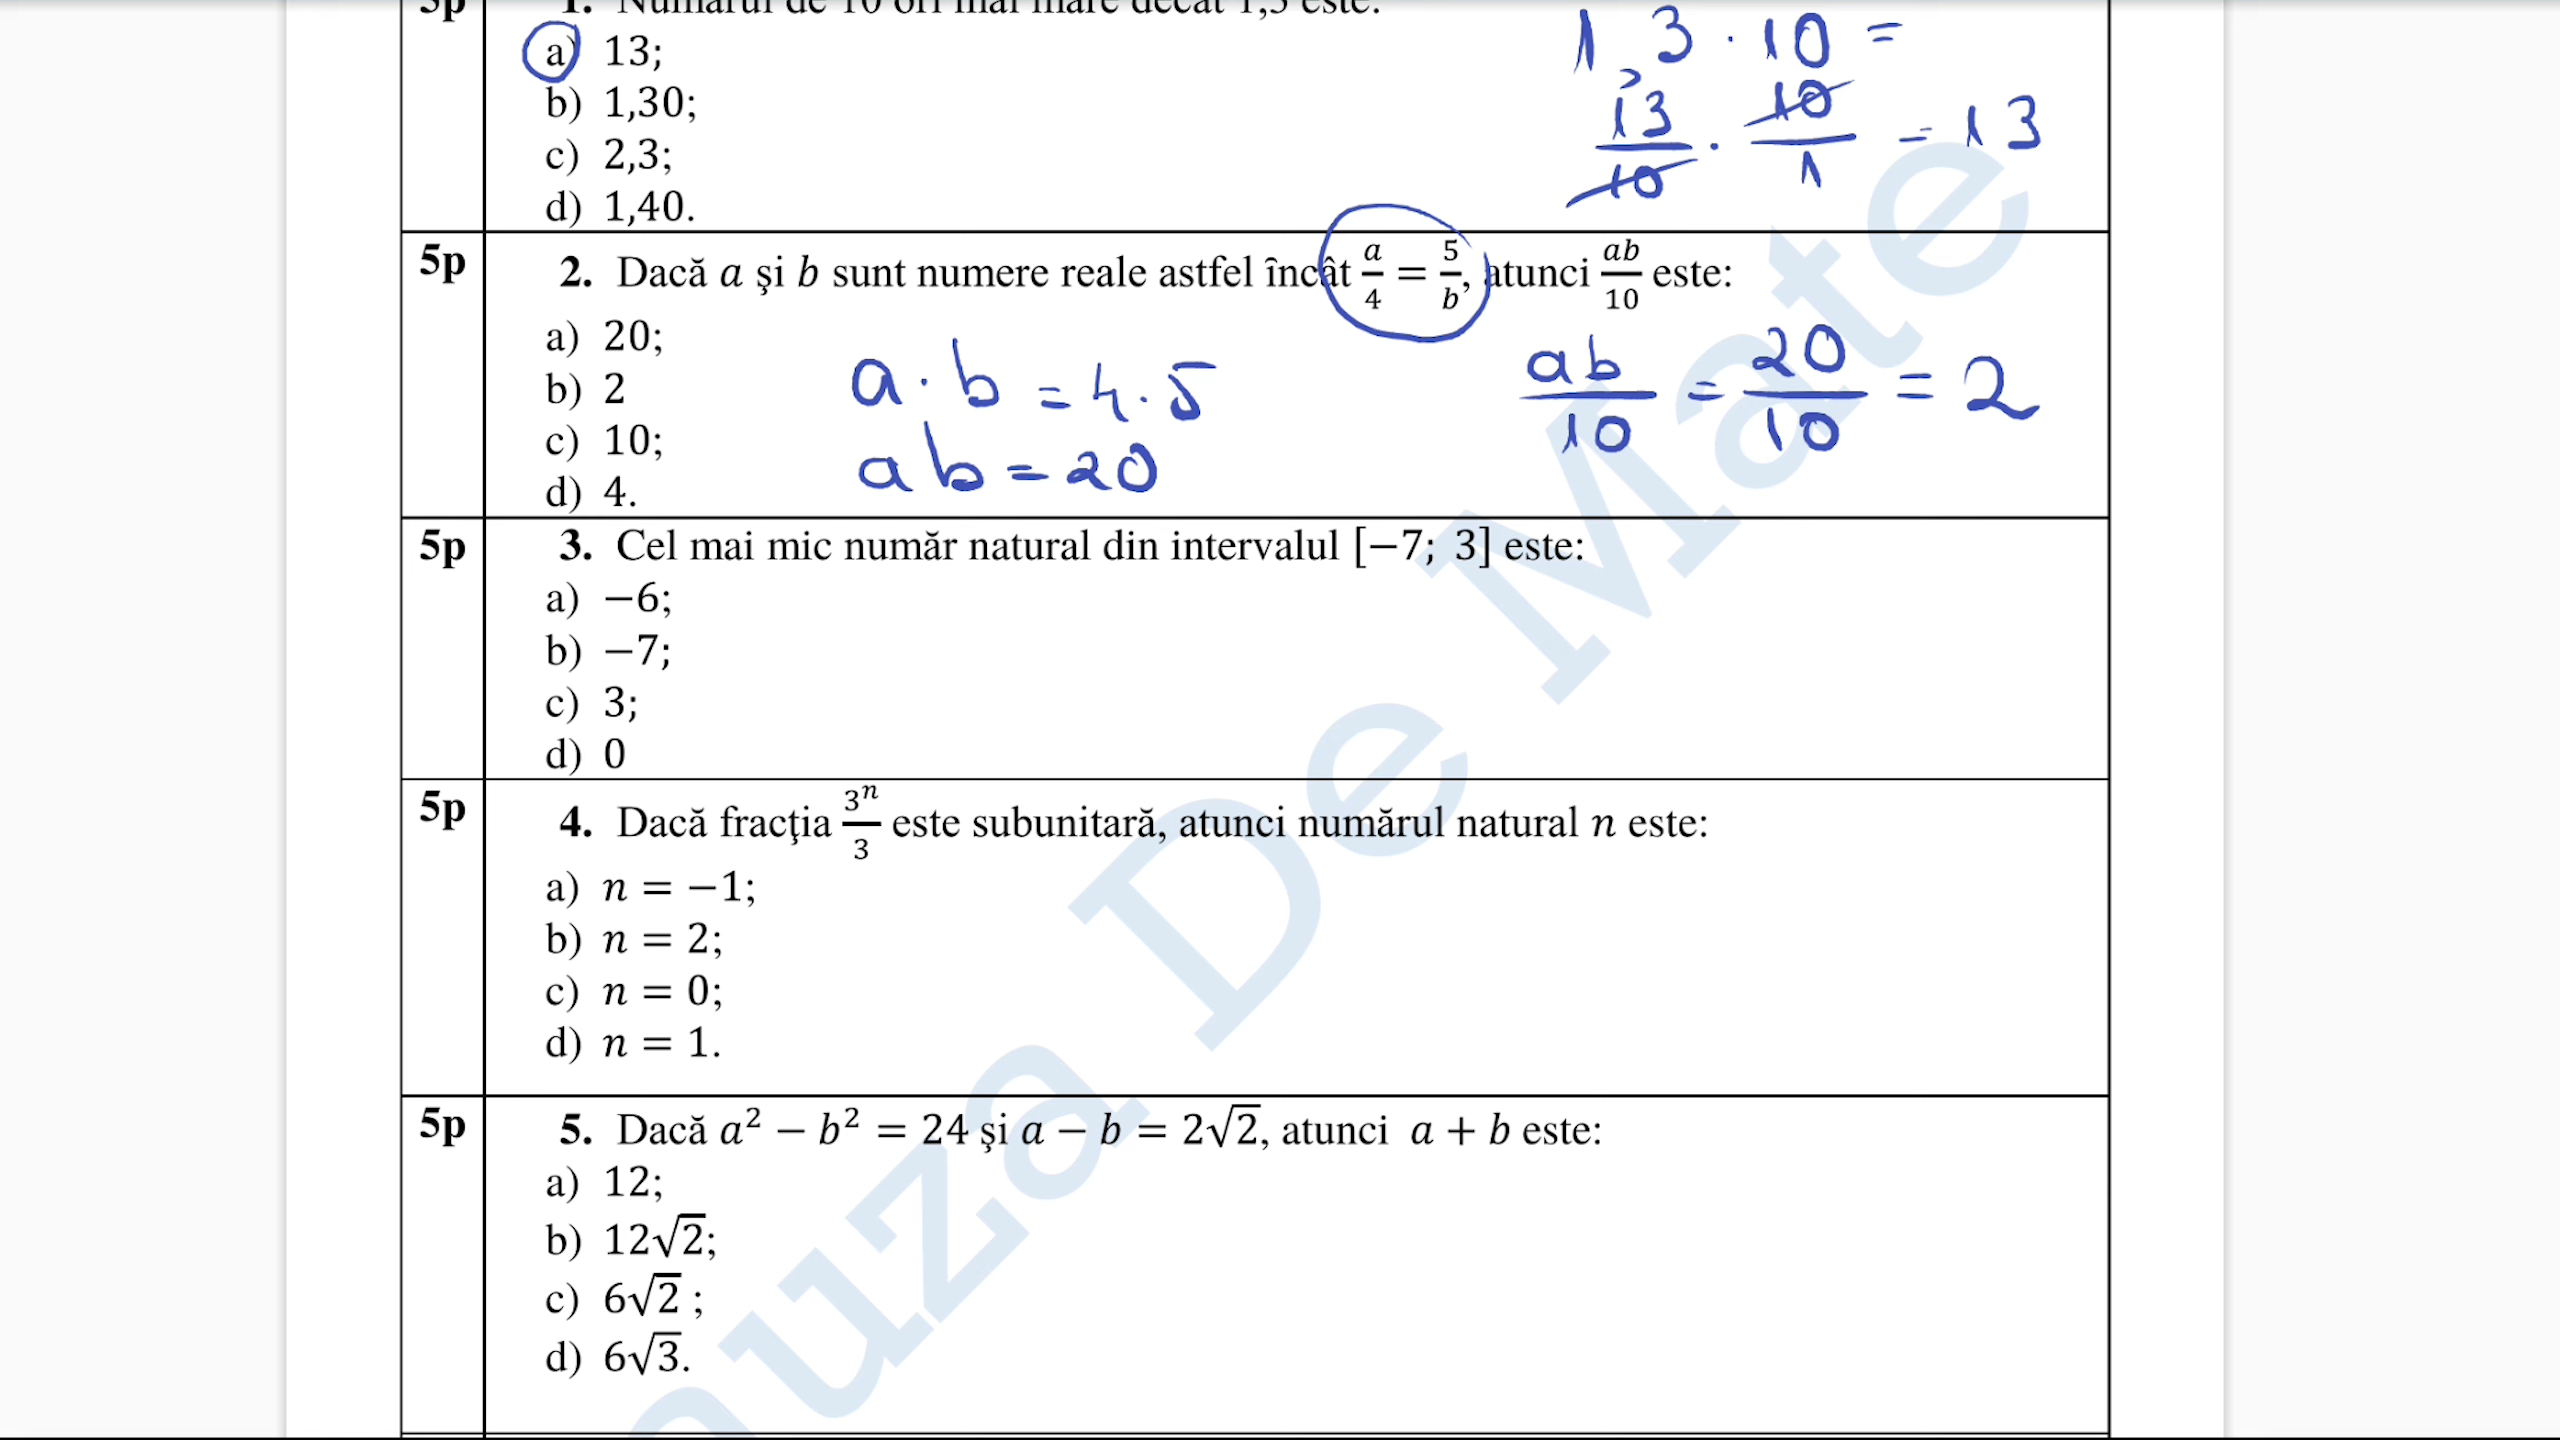 5p 1. Numărul de 10 ori mai mare decât 1,3 este:
a) 13;
b) 1,30;
c) 2,3;
d) 1,40.
1,3 · 10 =
13/10 · 10/1 = 13
5p 2. Dacă a şi b sunt numere reale astfel încât a/4 = 5/b, atunci ab/10 este:
a) 20;
b) 2
c) 10;
d) 4.
a · b = 4 · 5
ab = 20
ab/10 = 20/10 = 2
5p 3. Cel mai mic număr natural din intervalul [−7; 3] este:
a) −6;
b) −7;
c) 3;
d) 0
5p 4. Dacă fracţia 3ⁿ/3 este subunitară, atunci numărul natural n este:
a) n = −1;
b) n = 2;
c) n = 0;
d) n = 1.
5p 5. Dacă a² − b² = 24 şi a − b = 2√2, atunci a + b este:
a) 12;
b) 12√2;
c) 6√2 ;
d) 6√3.
De Mate